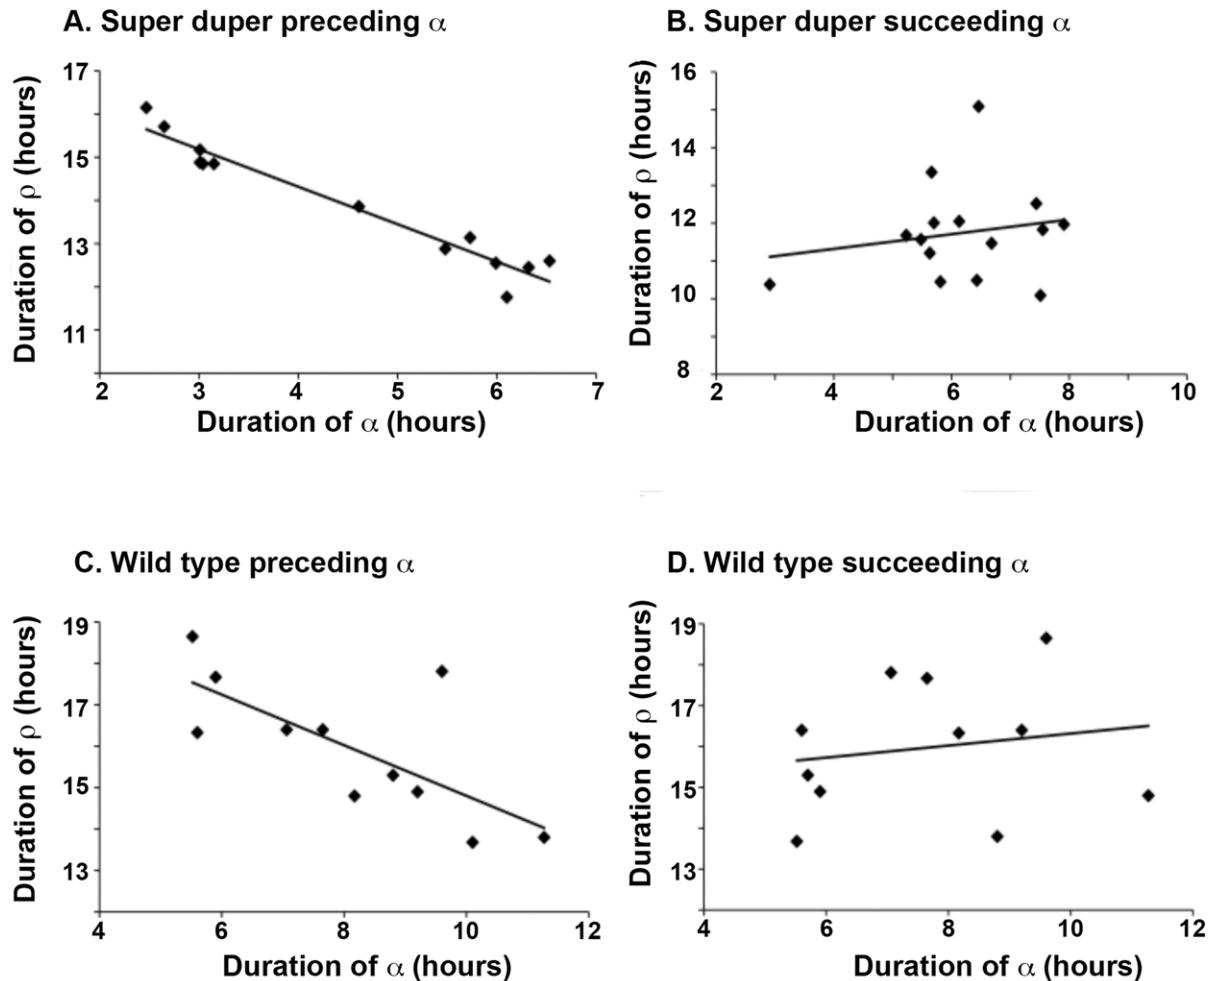 A. Super duper preceding α
Duration of ρ (hours)
17
15
13
11
2 3 4 5 6 7
Duration of α (hours)
B. Super duper succeeding α
Duration of ρ (hours)
16
14
12
10
8
2 4 6 8 10
Duration of α (hours)
C. Wild type preceding α
Duration of ρ (hours)
19
17
15
13
4 6 8 10 12
Duration of α (hours)
D. Wild type succeeding α
Duration of ρ (hours)
19
17
15
13
4 6 8 10 12
Duration of α (hours)